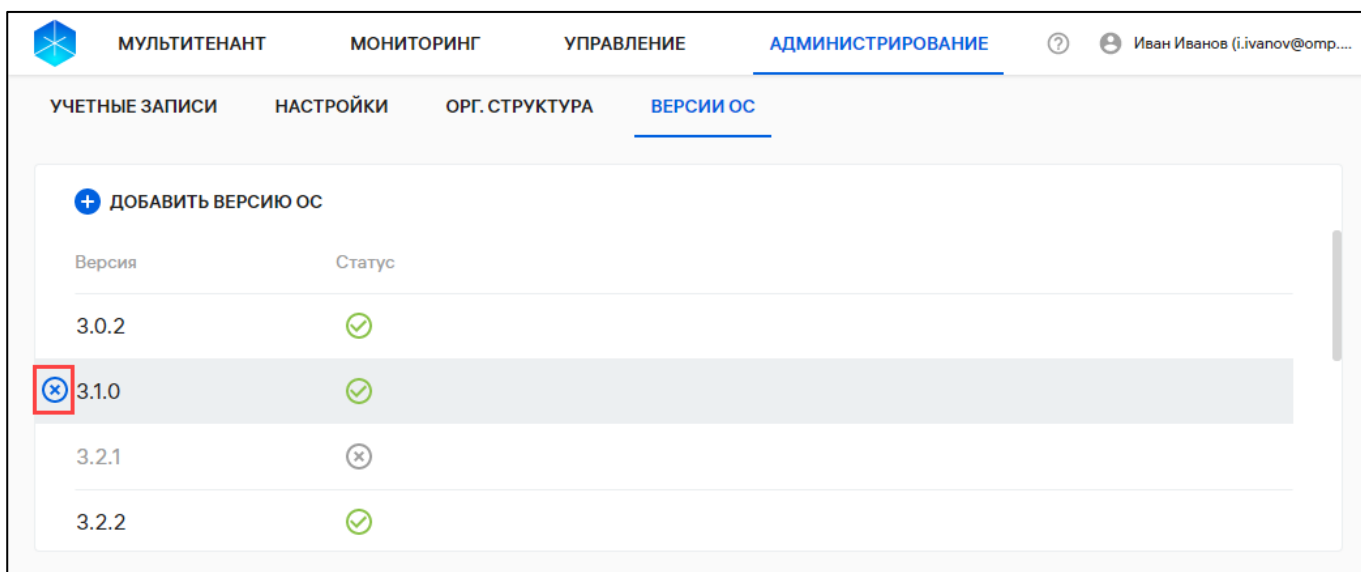 МУЛЬТИТЕНАНТ МОНИТОРИНГ УПРАВЛЕНИЕ АДМИНИСТРИРОВАНИЕ ? Иван Иванов (i.ivanov@omp....
УЧЕТНЫЕ ЗАПИСИ НАСТРОЙКИ ОРГ. СТРУКТУРА ВЕРСИИ ОС
ДОБАВИТЬ ВЕРСИЮ ОС
Версия Статус
3.0.2
3.1.0
3.2.1
3.2.2